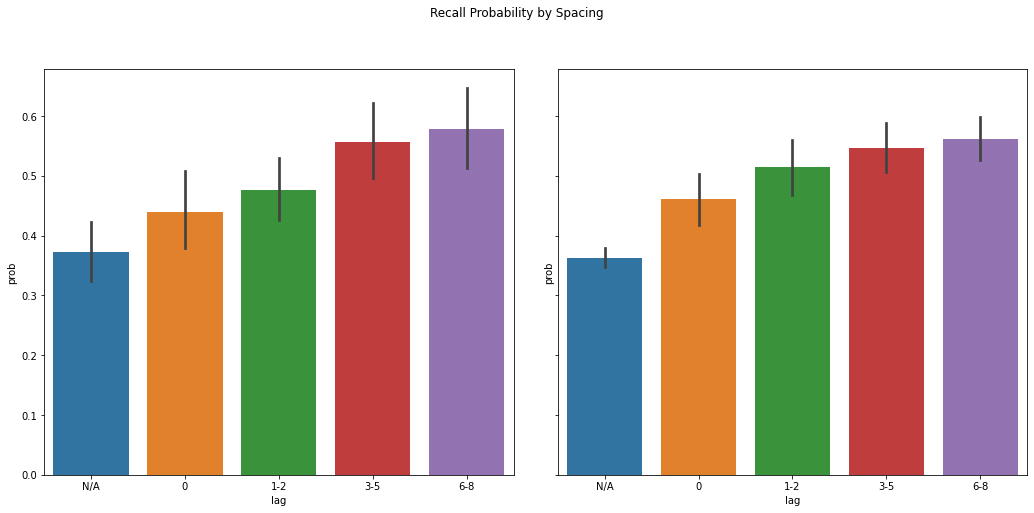 Recall Probability by Spacing
prob
0.6
0.5
0.4
0.3
0.2
0.1
0.0
N/A 0 1-2 3-5 6-8
lag
prob
N/A 0 1-2 3-5 6-8
lag